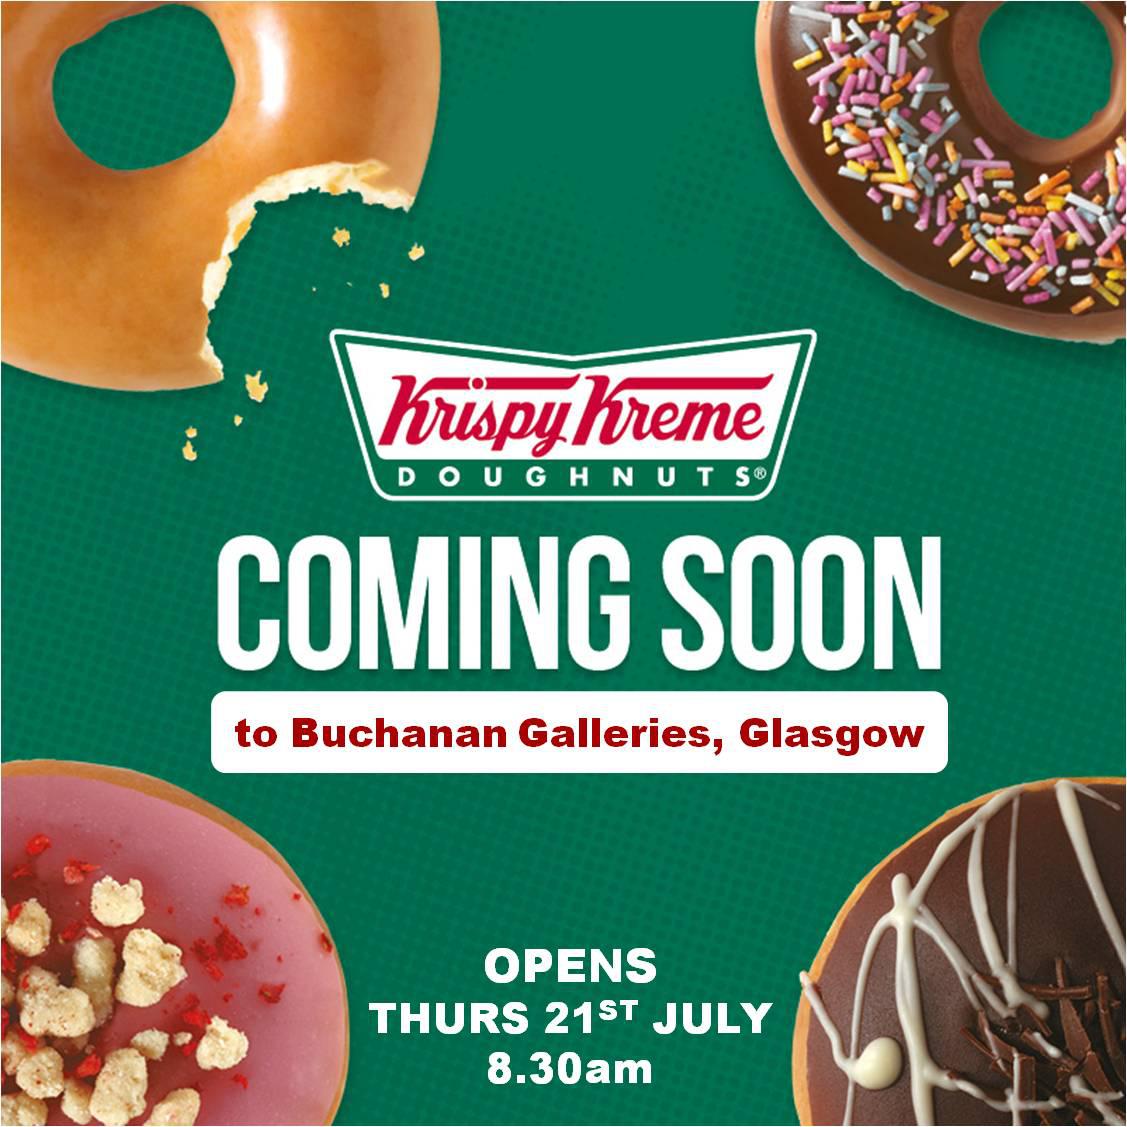 Krispy Kreme
DOUGHNUTS®
COMING SOON
to Buchanan Galleries, Glasgow
OPENS
THURS 21ST JULY
8.30am